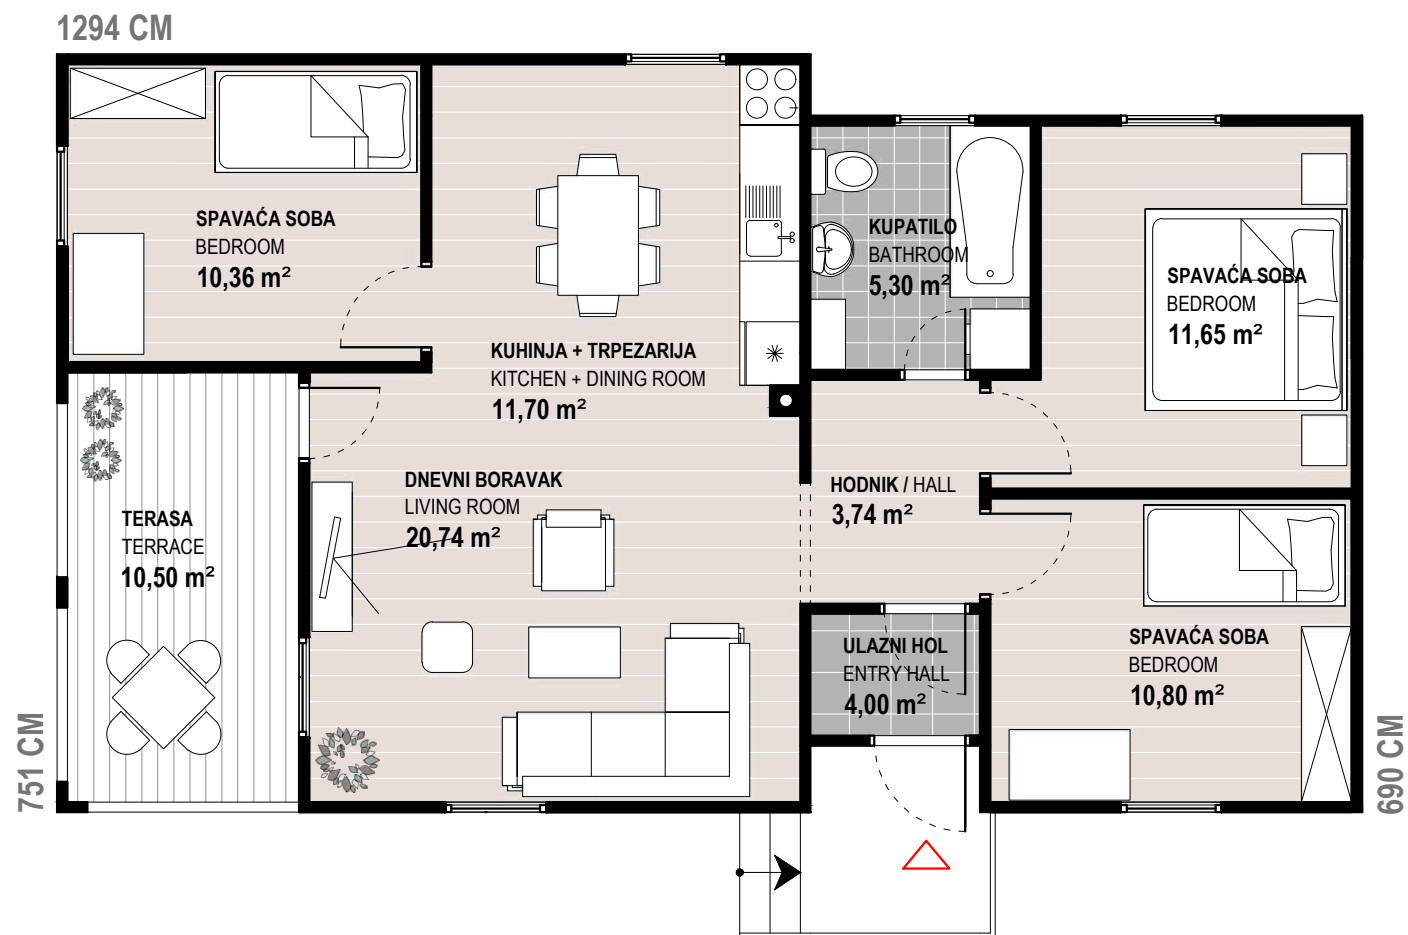 1294 CM
SPAVAĆA SOBA
BEDROOM
10,36 m²
KUHINJA + TRPEZARIJA
KITCHEN + DINING ROOM
11,70 m²
KUPATILO
BATHROOM
5,30 m²
SPAVAĆA SOBA
BEDROOM
11,65 m²
TERASA
TERRACE
10,50 m²
DNEVNI BORAVAK
LIVING ROOM
20,74 m²
HODNIK / HALL
3,74 m²
ULAZNI HOL
ENTRY HALL
4,00 m²
SPAVAĆA SOBA
BEDROOM
10,80 m²
751 CM
690 CM